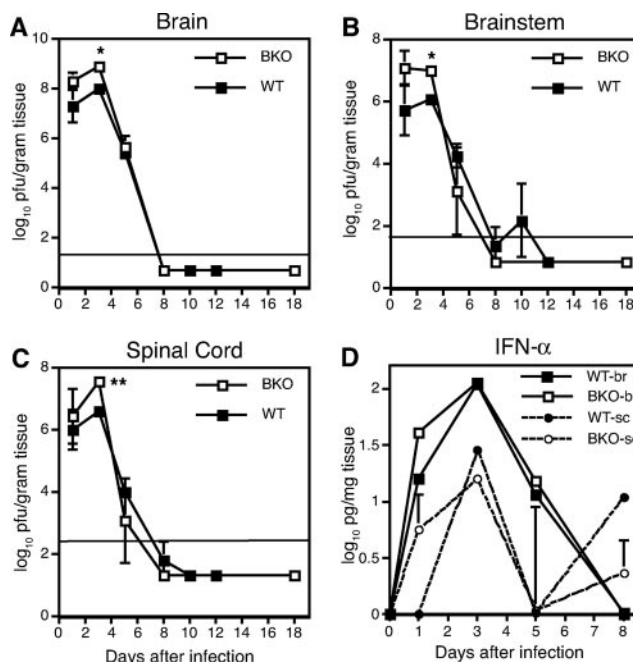 A
Brain
10
8
6
4
2
0
*
BKO
WT
log10 pfu/gram tissue
0 2 4 6 8 10 12 14 16 18
B
Brainstem
8
6
4
2
0
*
BKO
WT
log10 pfu/gram tissue
0 2 4 6 8 10 12 14 16 18
C
Spinal Cord
8
6
4
2
0
**
BKO
WT
log10 pfu/gram tissue
0 2 4 6 8 10 12 14 16 18
Days after infection
D
IFN-α
2
1.5
1
0.5
0
WT-br
BKO-b
WT-sc
BKO-s
log10 pg/mg tissue
0 1 2 3 4 5 6 7 8
Days after infection